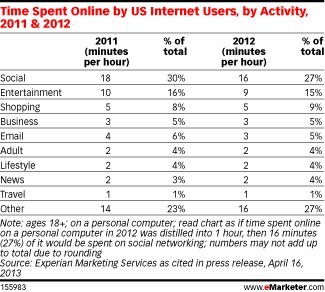 Time Spent Online by US Internet Users, by Activity,
2011 & 2012
2011 (minutes per hour) % of total 2012 (minutes per hour) % of total
Social 18 30% 16 27%
Entertainment 10 16% 9 15%
Shopping 5 8% 5 9%
Business 3 5% 3 5%
Email 4 6% 3 5%
Adult 2 4% 2 4%
Lifestyle 2 4% 2 4%
News 2 3% 2 4%
Travel 1 1% 1 1%
Other 14 23% 16 27%
Note: ages 18+; on a personal computer; read chart as if time spent online
on a personal computer in 2012 was distilled into 1 hour, then 16 minutes
(27%) of it would be spent on social networking; numbers may not add up
to total due to rounding
Source: Experian Marketing Services as cited in press release, April 16,
2013
155983 www.eMarketer.com